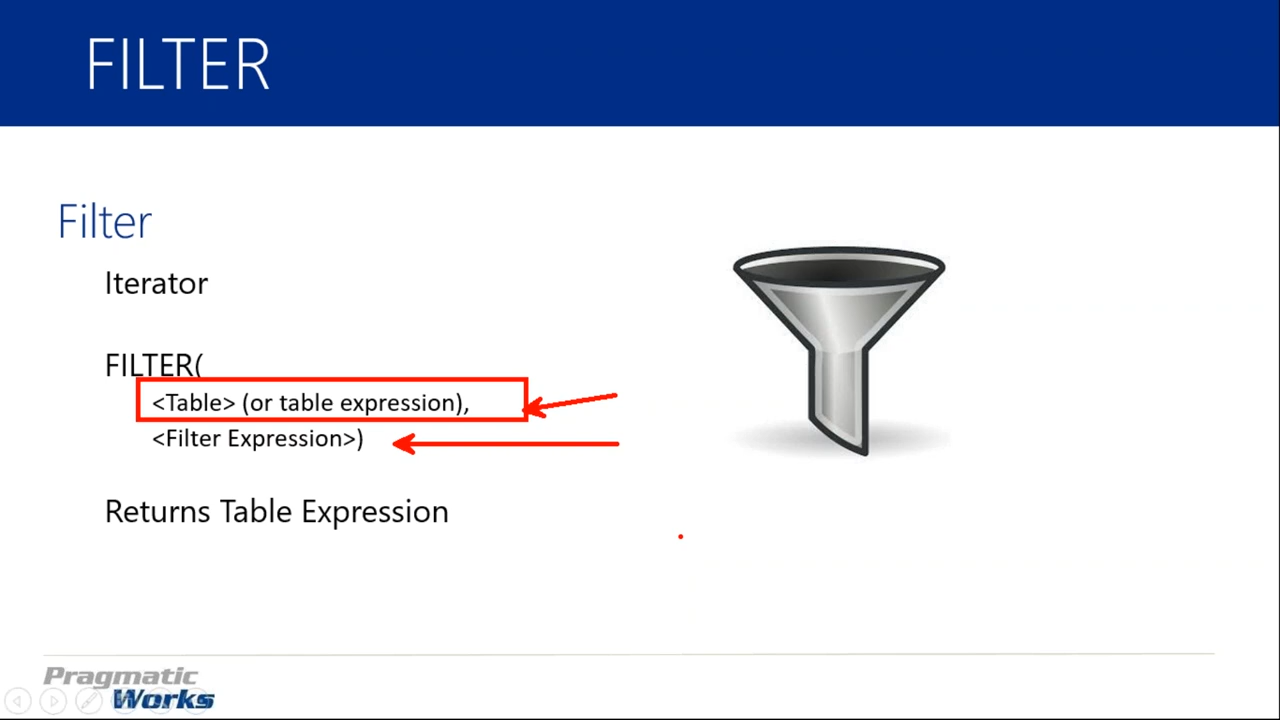 FILTER
Filter
Iterator
FILTER(
<Table> (or table expression),
<Filter Expression>)
Returns Table Expression
Pragmatic
Works